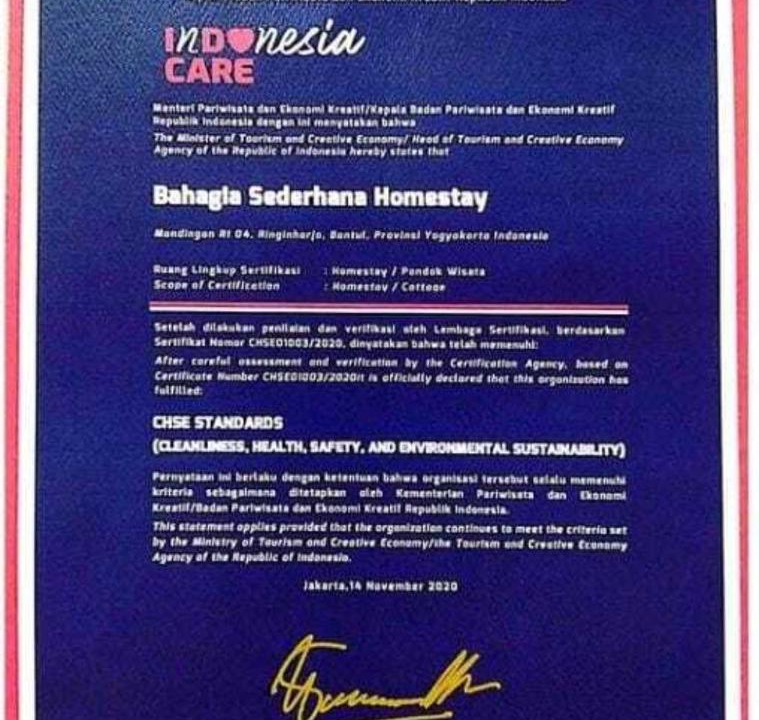 INDONESIA
CARE
Menteri Pariwisata dan Ekonomi Kreatif/Kepala Badan Pariwisata dan Ekonomi Kreatif
Republik Indonesia dengan ini menyatakan bahwa
The Minister of Tourism and Creative Economy/ Head of Tourism and Creative Economy
Agency of the Republic of Indonesia hereby states that
Bahagia Sederhana Homestay
Mandingan Rt 04, Ringinharjo, Bantul, Provinsi Yogyakarta Indonesia
Ruang Lingkup Sertifikasi : Homestay / Pondok Wisata
Scope of Certification : Homestay / Cottage
Setelah dilakukan penilaian dan verifikasi oleh Lembaga Sertifikasi, berdasarkan
Sertifikat Nomor CHSE01003/2020, dinyatakan bahwa telah memenuhi:
After careful assessment and verification by the Certification Agency, based on
Certificate Number CHSE01003/2020it is officially declared that this organization has
fulfilled:
CHSE STANDARDS
(CLEANLINESS, HEALTH, SAFETY, AND ENVIRONMENTAL SUSTAINABILITY)
Pernyataan ini berlaku dengan ketentuan bahwa organisasi tersebut selalu memenuhi
kriteria sebagaimana ditetapkan oleh Kementerian Pariwisata dan Ekonomi
Kreatif/Badan Pariwisata dan Ekonomi Kreatif Republik Indonesia.
This statement applies provided that the organization continues to meet the criteria set
by the Ministry of Tourism and Creative Economy/the Tourism and Creative Economy
Agency of the Republic of Indonesia.
Jakarta,14 November 2020